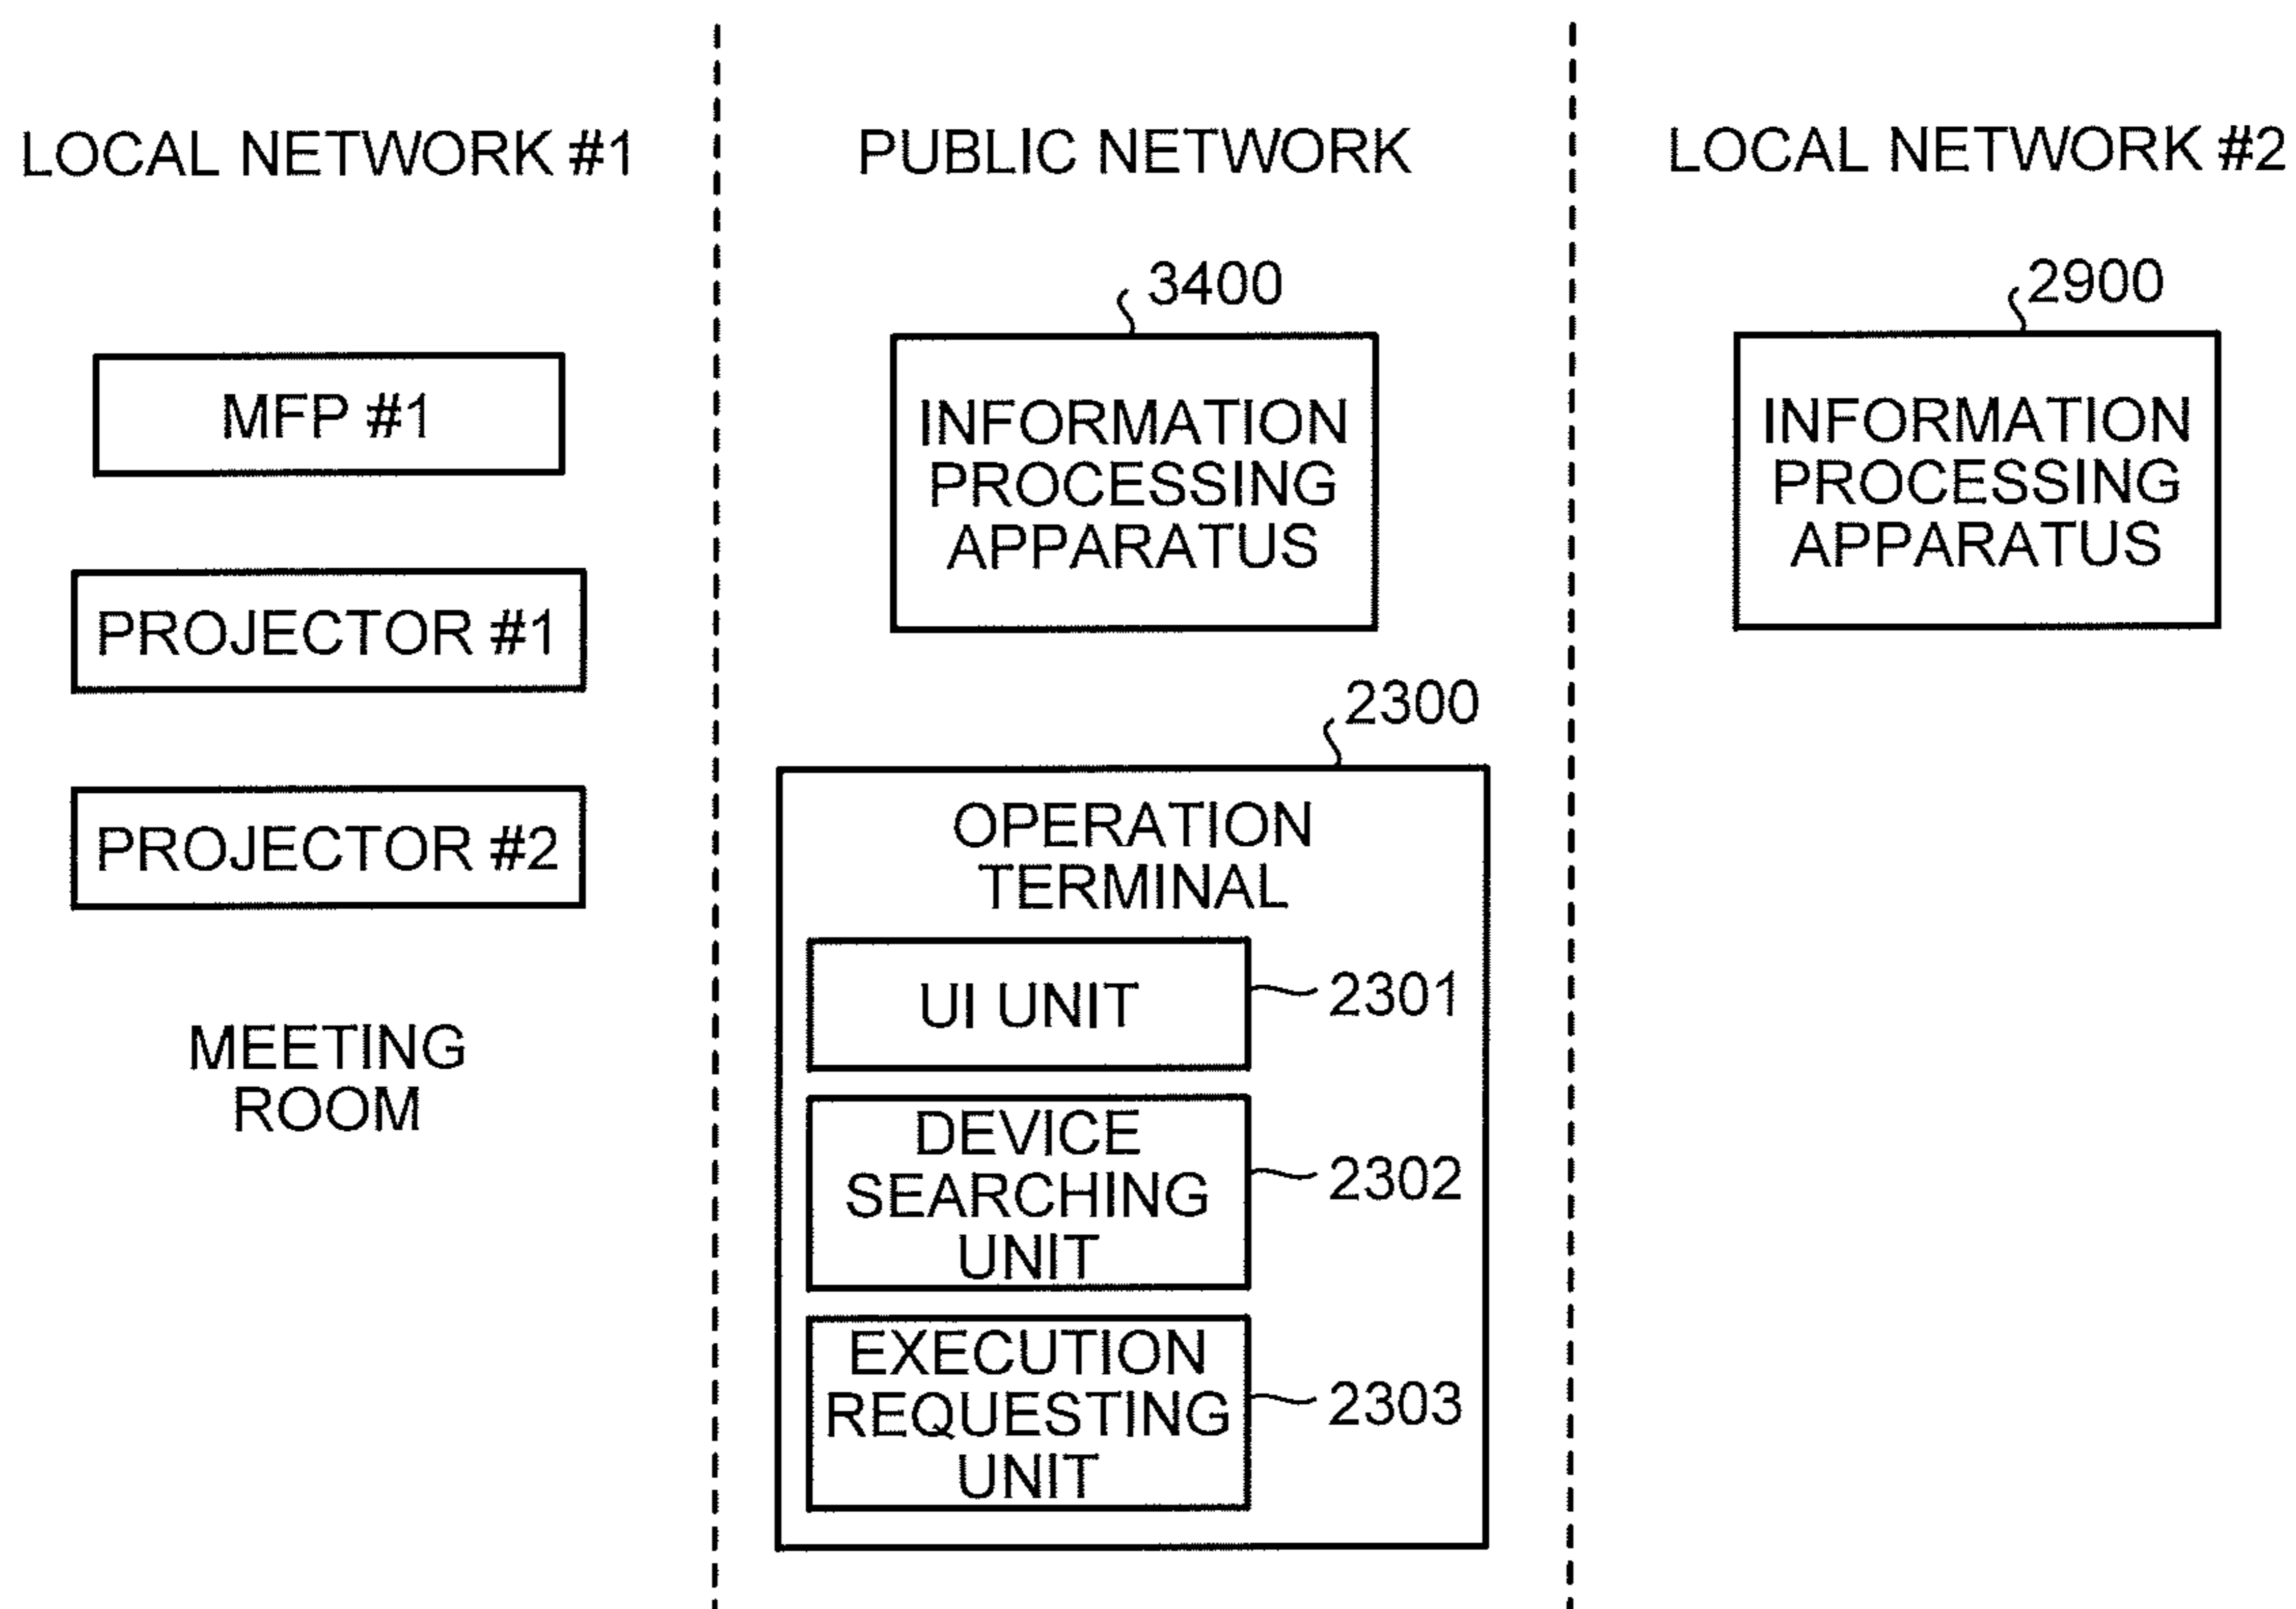 LOCAL NETWORK #1
MFP #1
PROJECTOR #1
PROJECTOR #2
MEETING
ROOM
PUBLIC NETWORK
3400
INFORMATION
PROCESSING
APPARATUS
2300
OPERATION
TERMINAL
UI UNIT
2301
DEVICE
SEARCHING
UNIT
2302
EXECUTION
REQUESTING
UNIT
2303
LOCAL NETWORK #2
2900
INFORMATION
PROCESSING
APPARATUS